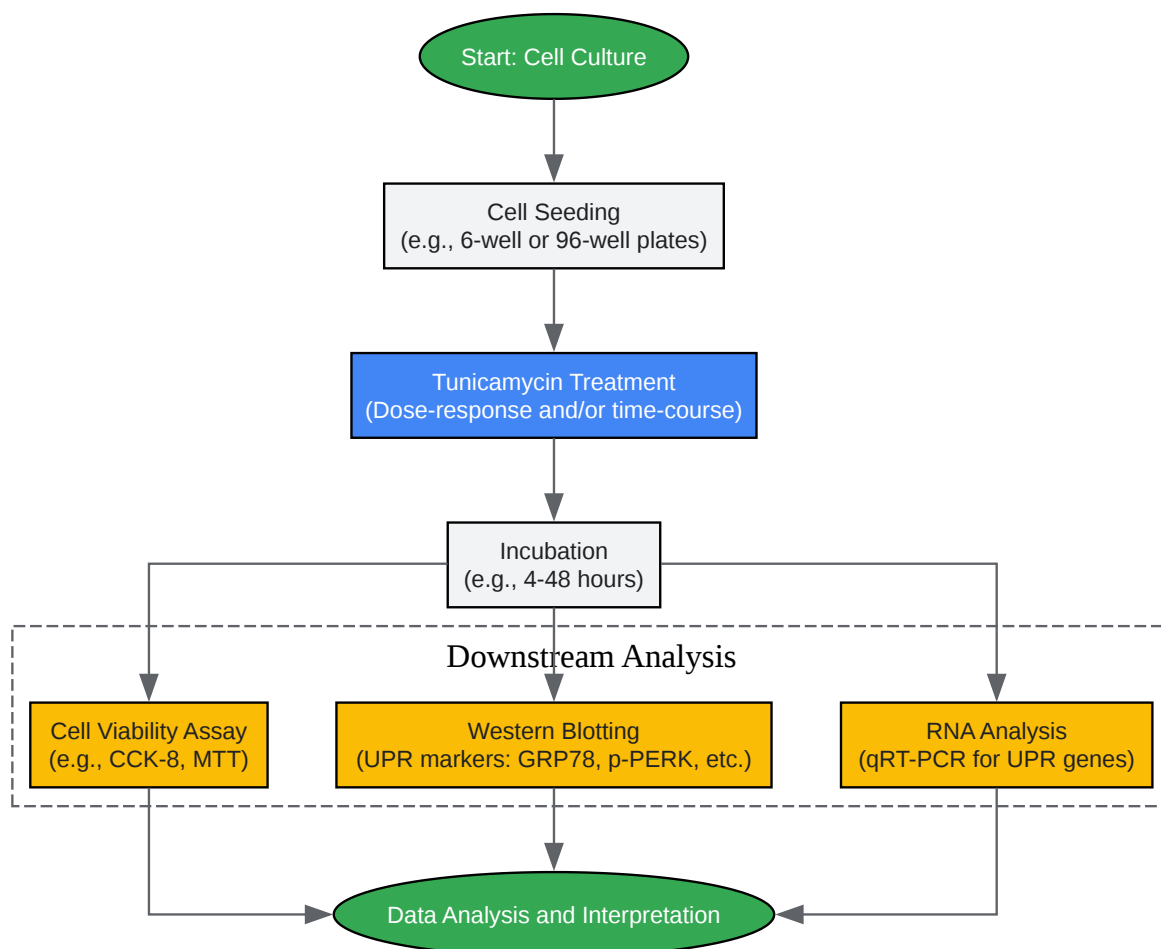 Start: Cell Culture
Cell Seeding
(e.g., 6-well or 96-well plates)
Tunicamycin Treatment
(Dose-response and/or time-course)
Incubation
(e.g., 4-48 hours)
Downstream Analysis
Cell Viability Assay
(e.g., CCK-8, MTT)
Western Blotting
(UPR markers: GRP78, p-PERK, etc.)
RNA Analysis
(qRT-PCR for UPR genes)
Data Analysis and Interpretation